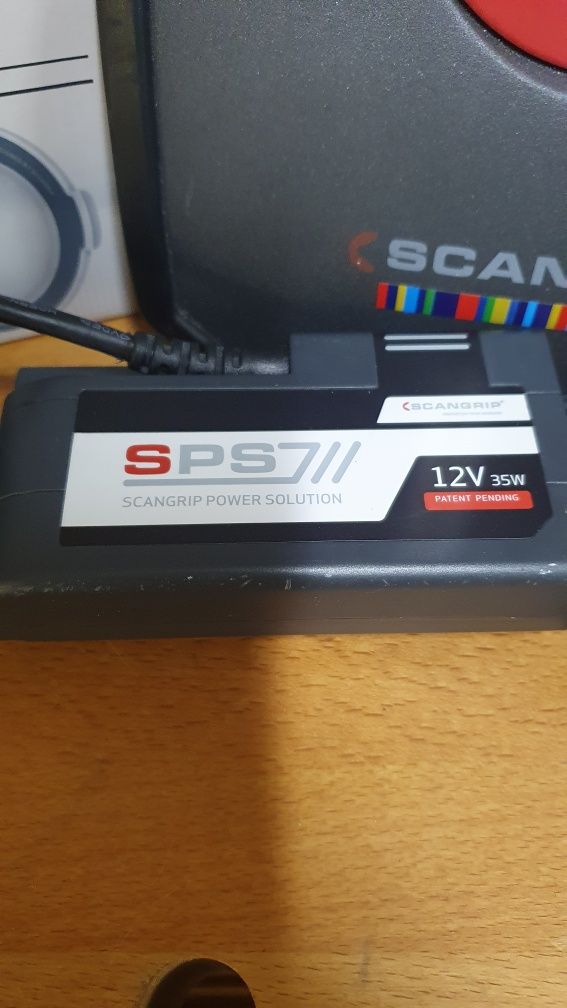 SCAN
SCANGRIP
SPS
SCANGRIP POWER SOLUTION
12V 35W
PATENT PENDING